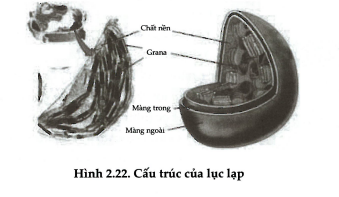 Chất nền
Grana
Màng trong
Màng ngoài
Hình 2.22. Cấu trúc của lục lạp